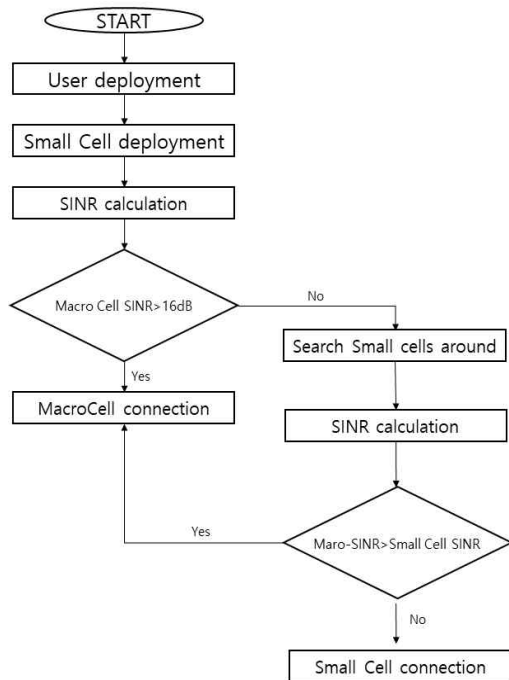 START
User deployment
Small Cell deployment
SINR calculation
Macro Cell SINR>16dB
No
Search Small cells around
Yes
MacroCell connection
SINR calculation
Yes
Maro-SINR>Small Cell SINR
No
Small Cell connection